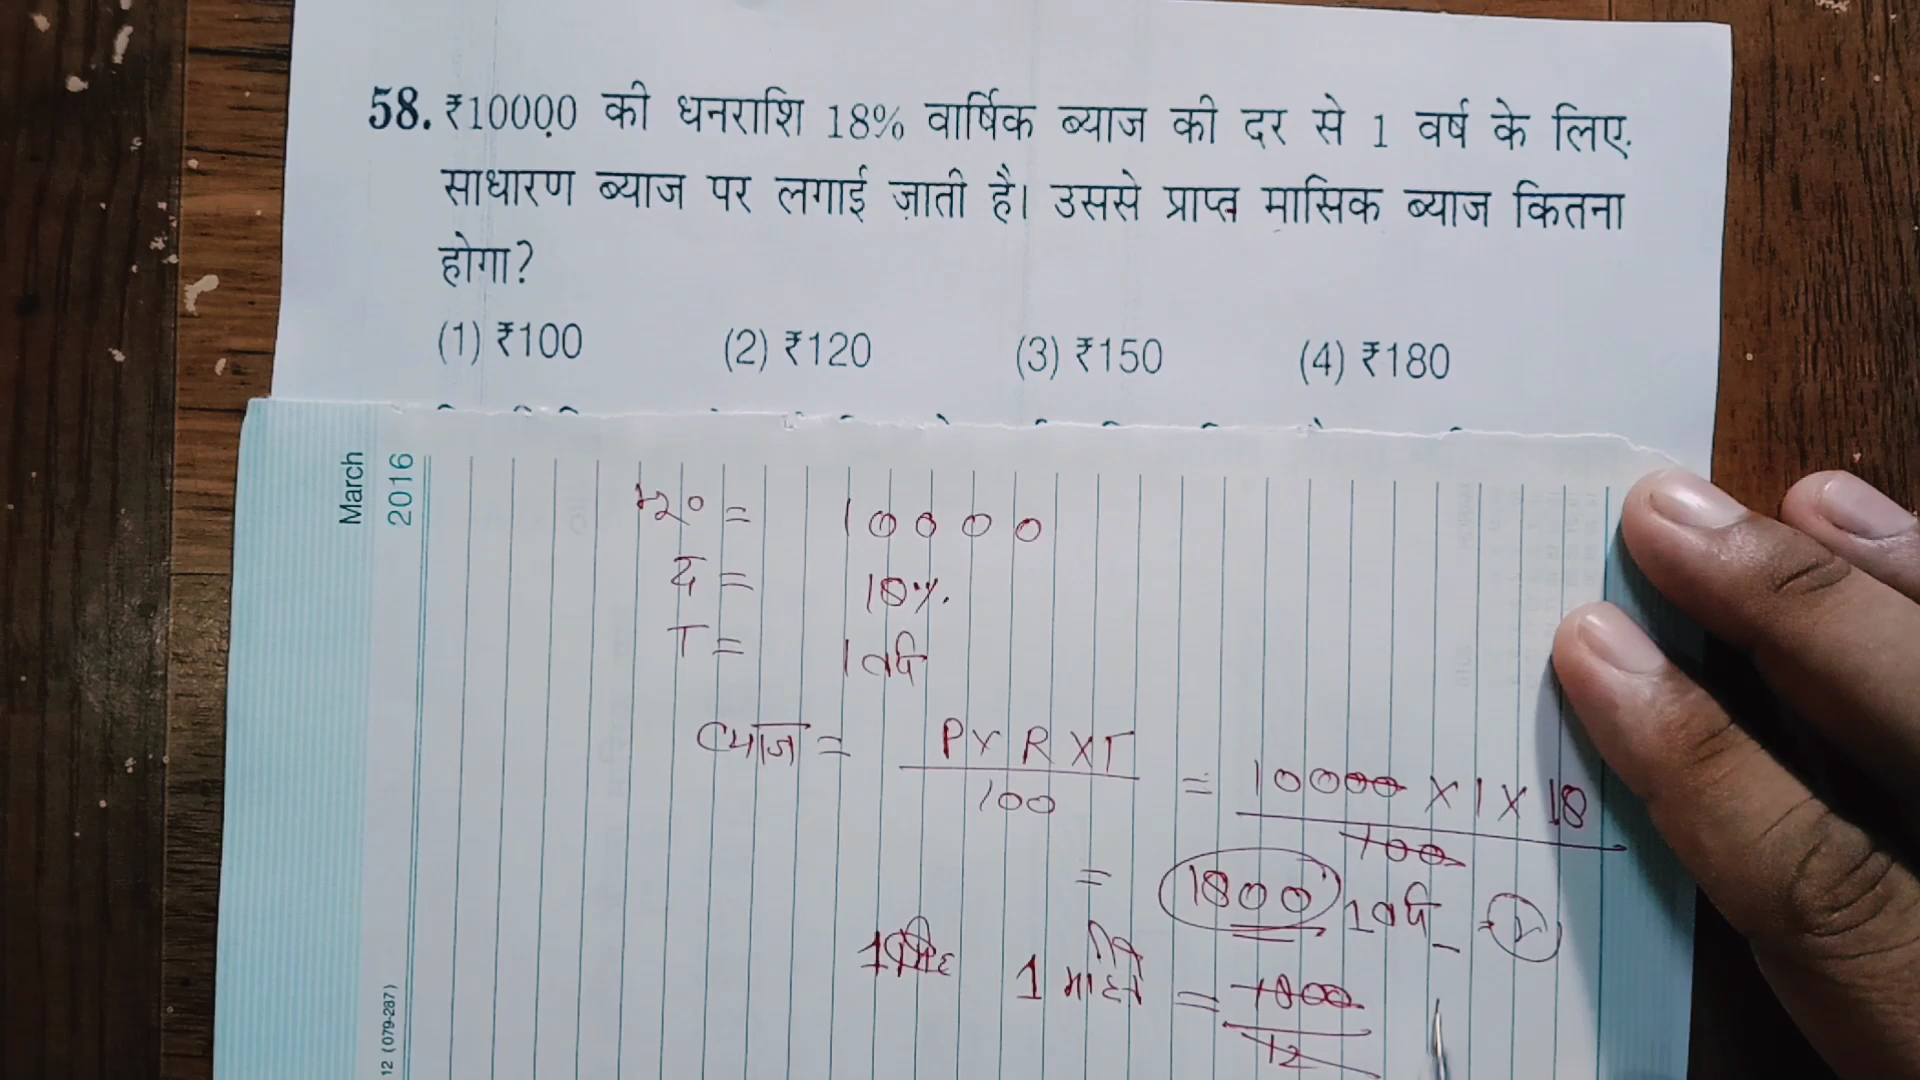 58. ₹10000 की धनराशि 18% वार्षिक ब्याज की दर से 1 वर्ष के लिए
साधारण ब्याज पर लगाई जाती है। उससे प्राप्त मासिक ब्याज कितना
होगा?
(1) ₹100 (2) ₹120 (3) ₹150 (4) ₹180
March
2016
= 10000
द = 18%.
T = 1 वर्ष
ब्याज = P×R×T / 100 = 10000 × 1 × 18 / 100
= 1800 1 वर्ष
1 = 1800 / 12
12 (079-287)